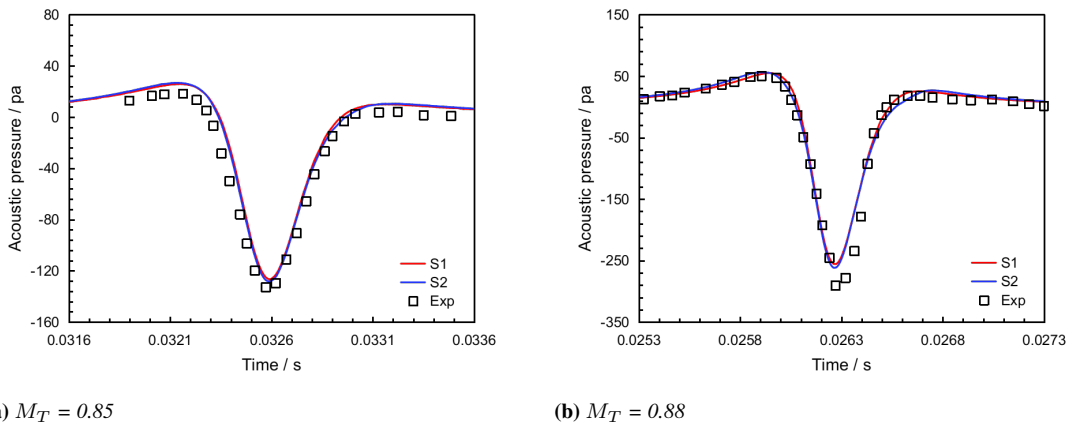 80
40
0
-40
-80
-120
-160
Acoustic pressure / pa
0.0316 0.0321 0.0326 0.0331 0.0336
Time / s
S1
S2
Exp
150
50
-50
-150
-250
-350
Acoustic pressure / pa
0.0253 0.0258 0.0263 0.0268 0.0273
Time / s
S1
S2
Exp
) M_T = 0.85
(b) M_T = 0.88